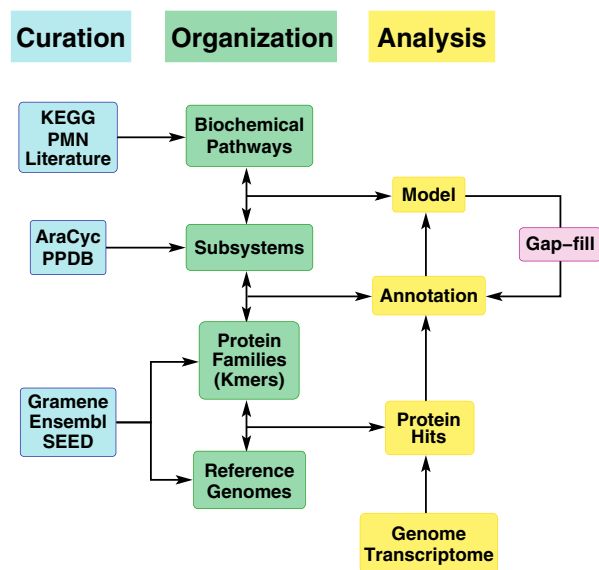 Curation
Organization
Analysis
KEGG
PMN
Literature
Biochemical
Pathways
Model
Gap-fill
AraCyc
PPDB
Subsystems
Annotation
Protein
Families
(Kmers)
Gramene
Ensembl
SEED
Protein
Hits
Reference
Genomes
Genome
Transcriptome